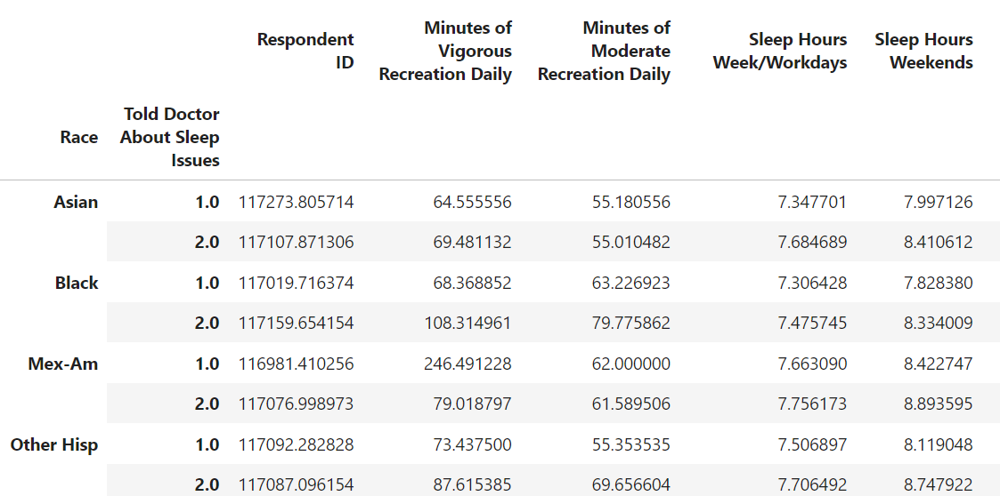 Respondent ID Minutes of Vigorous Recreation Daily Minutes of Moderate Recreation Daily Sleep Hours Week/Workdays Sleep Hours Weekends
Race Told Doctor About Sleep Issues
Asian 1.0 117273.805714 64.555556 55.180556 7.347701 7.997126
2.0 117107.871306 69.481132 55.010482 7.684689 8.410612
Black 1.0 117019.716374 68.368852 63.226923 7.306428 7.828380
2.0 117159.654154 108.314961 79.775862 7.475745 8.334009
Mex-Am 1.0 116981.410256 246.491228 62.000000 7.663090 8.422747
2.0 117076.998973 79.018797 61.589506 7.756173 8.893595
Other Hisp 1.0 117092.282828 73.437500 55.353535 7.506897 8.119048
2.0 117087.096154 87.615385 69.656604 7.706492 8.747922